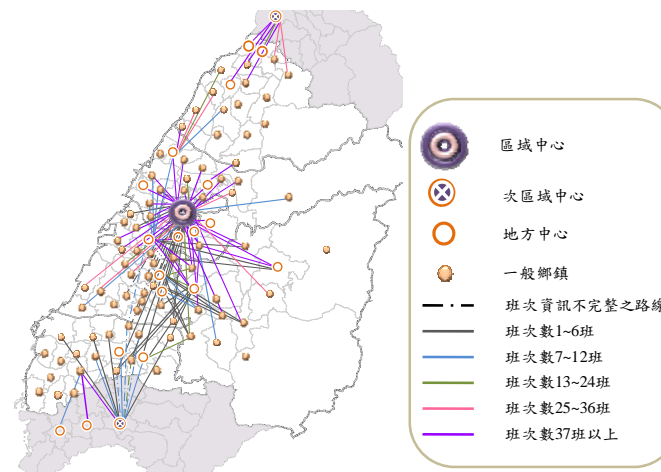 區域中心
次區域中心
地方中心
一般鄉鎮
班次資訊不完整之路線
班次數1~6班
班次數7~12班
班次數13~24班
班次數25~36班
班次數37班以上